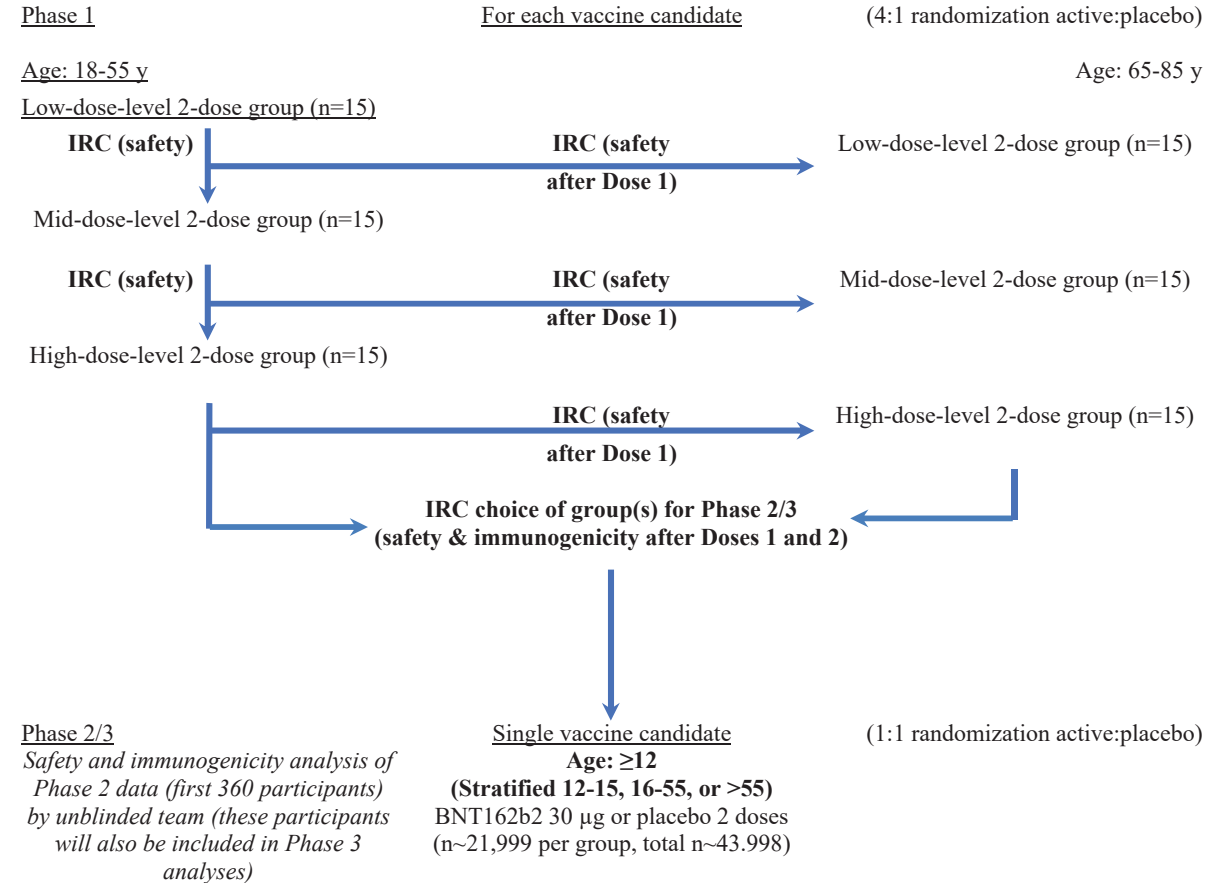 Phase 1 For each vaccine candidate (4:1 randomization active:placebo)
Age: 18-55 y Age: 65-85 y
Low-dose-level 2-dose group (n=15)
IRC (safety) IRC (safety Low-dose-level 2-dose group (n=15)
after Dose 1)
Mid-dose-level 2-dose group (n=15)
IRC (safety) IRC (safety Mid-dose-level 2-dose group (n=15)
after Dose 1)
High-dose-level 2-dose group (n=15)
IRC (safety High-dose-level 2-dose group (n=15)
after Dose 1)
IRC choice of group(s) for Phase 2/3
(safety & immunogenicity after Doses 1 and 2)
Phase 2/3 Single vaccine candidate (1:1 randomization active:placebo)
Safety and immunogenicity analysis of Age: ≥12
Phase 2 data (first 360 participants) (Stratified 12-15, 16-55, or >55)
by unblinded team (these participants BNT162b2 30 µg or placebo 2 doses
will also be included in Phase 3 (n~21,999 per group, total n~43.998)
analyses)